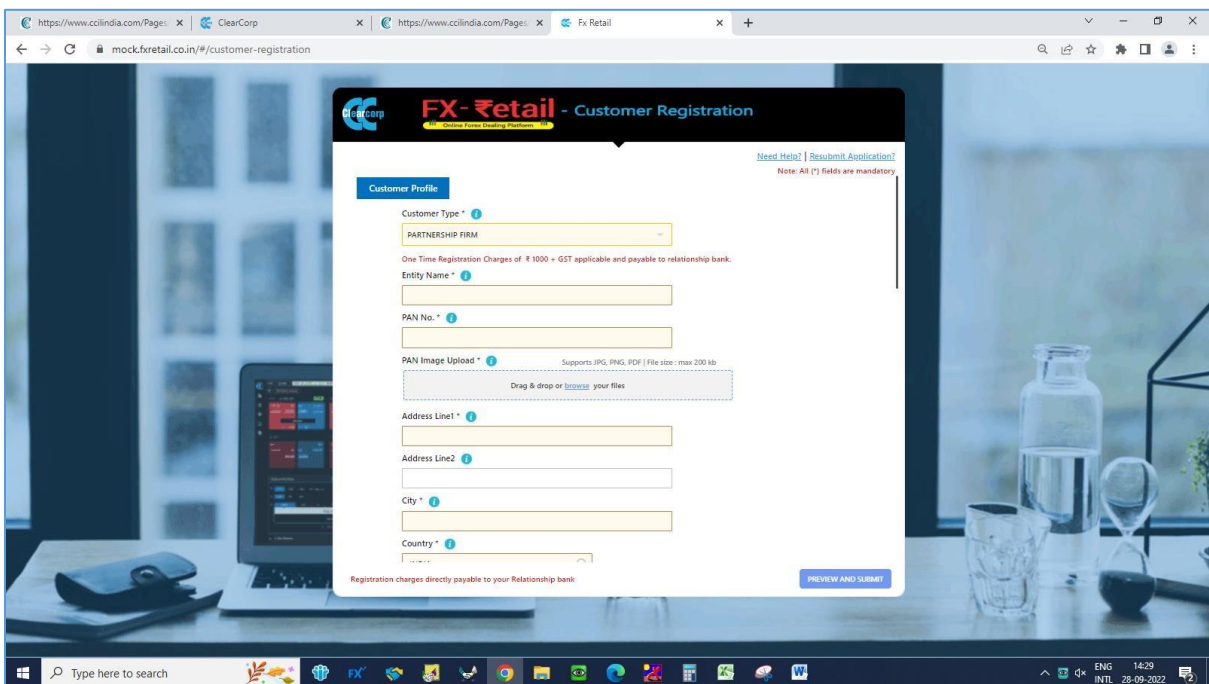 https://www.ccilindia.com/Pages
ClearCorp
https://www.ccilindia.com/Pages
Fx Retail
mock.fxretail.co.in/#/customer-registration
Clearcorp
FX-₹etail - Customer Registration
Online Forex Dealing Platform
Need Help? | Resubmit Application?
Note: All (*) fields are mandatory
Customer Profile
Customer Type *
PARTNERSHIP FIRM
One Time Registration Charges of ₹ 1000 + GST applicable and payable to relationship bank.
Entity Name *
PAN No. *
PAN Image Upload *
Supports JPG, PNG, PDF | File size : max 200 kb
Drag & drop or browse your files
Address Line1 *
Address Line2
City *
Country *
Registration charges directly payable to your Relationship bank
PREVIEW AND SUBMIT
Type here to search
FX
ENG
INTL
14:29
28-09-2022
2